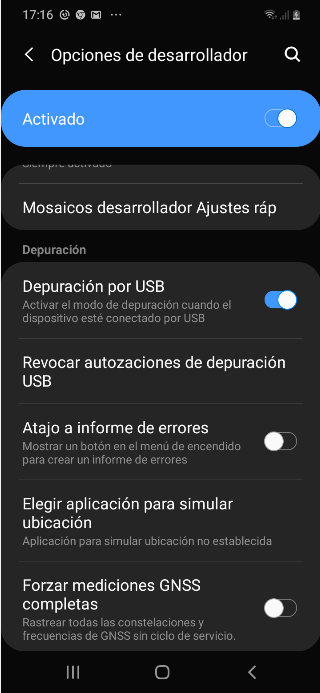 17:16
Opciones de desarrollador
Activado
Siempre activado
Mosaicos desarrollador Ajustes ráp
Depuración
Depuración por USB
Activar el modo de depuración cuando el
dispositivo esté conectado por USB
Revocar autozaciones de depuración
USB
Atajo a informe de errores
Mostrar un botón en el menú de encendido
para crear un informe de errores
Elegir aplicación para simular
ubicación
Aplicación para simular ubicación no establecida
Forzar mediciones GNSS
completas
Rastrear todas las constelaciones y
frecuencias de GNSS sin ciclo de servicio.